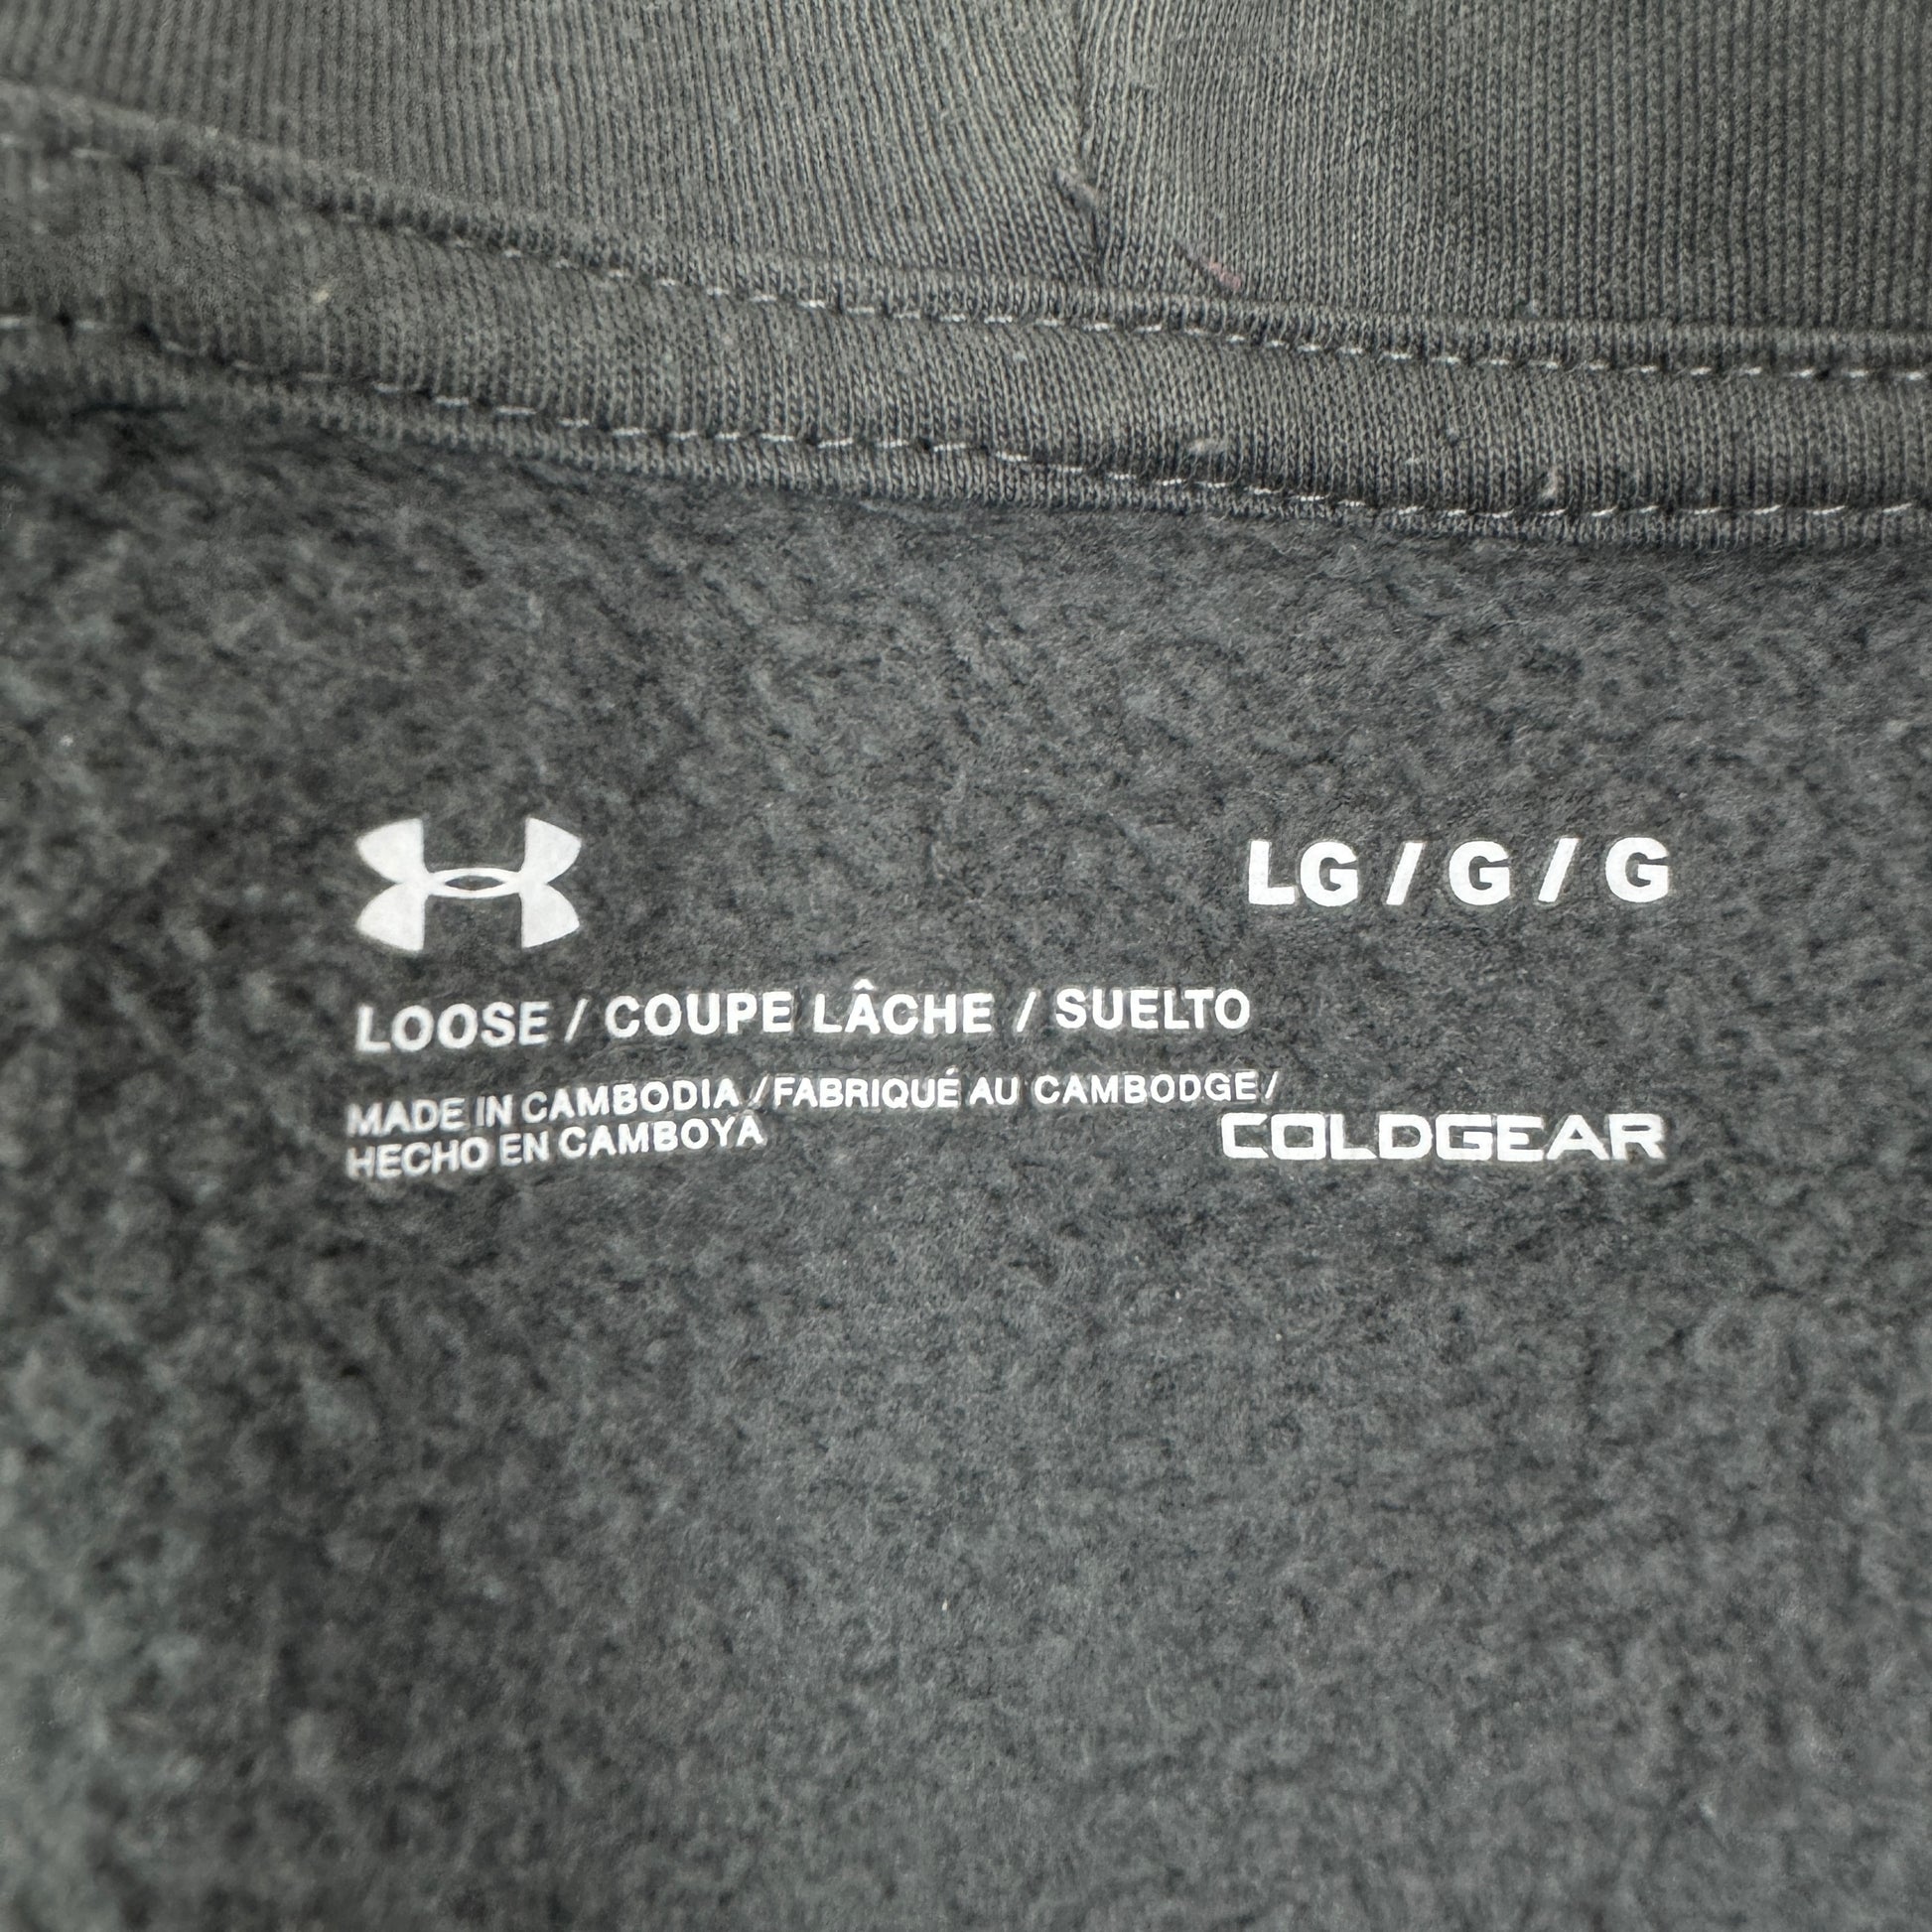 LG / G / G
LOOSE / COUPE LÂCHE / SUELTO
MADE IN CAMBODIA / FABRIQUÉ AU CAMBODGE /
HECHO EN CAMBOYA
COLDGEAR